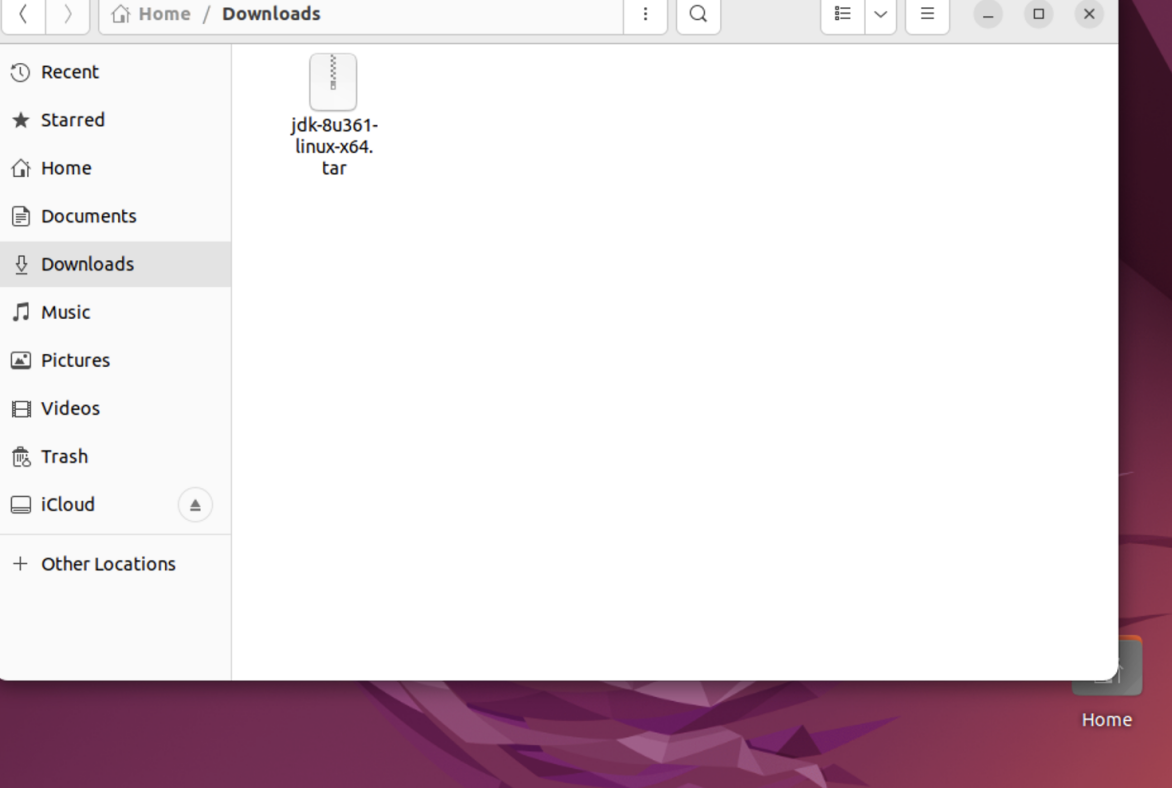 Home / Downloads
Recent
Starred
Home
Documents
Downloads
Music
Pictures
Videos
Trash
iCloud
Other Locations
jdk-8u361-
linux-x64.
tar
Home